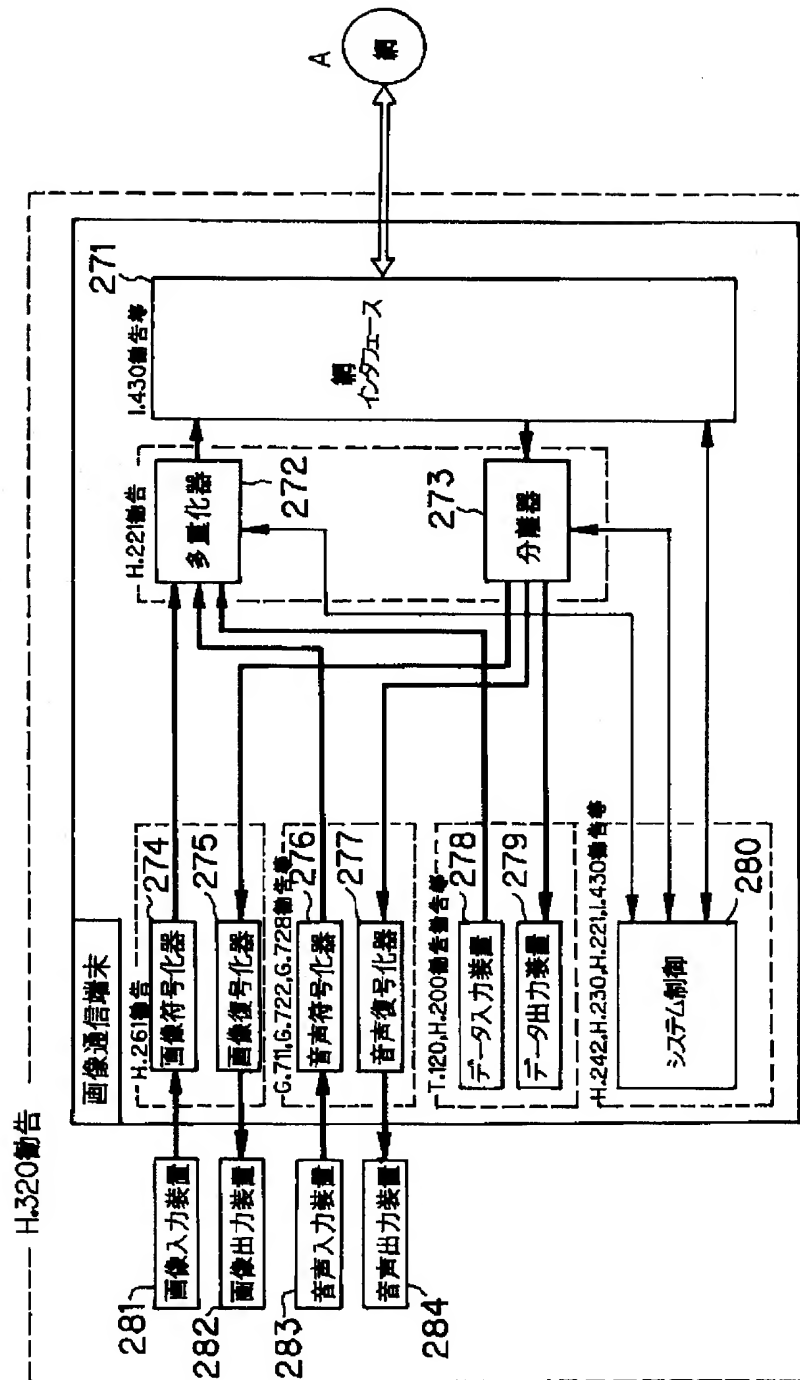 H.320勧告
画像通信端末
H.261勧告
画像符号化器
274
画像復号化器
275
G.711,G.722,G.728勧告等
音声符号化器
276
音声復号化器
277
T.120,H.200勧告勧告等
データ入力装置
278
データ出力装置
279
H.242,H.230,H.221,I.430勧告等
システム制御
280
画像入力装置
281
画像出力装置
282
音声入力装置
283
音声出力装置
284
H.221勧告
多重化器
272
分離器
273
I.430勧告等
271
網
インタフェース
A
網